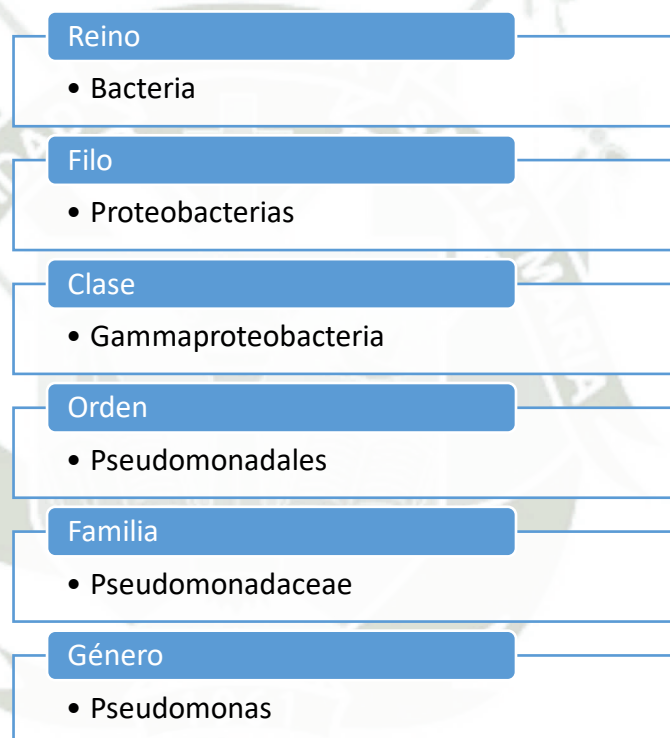 Reino
• Bacteria
Filo
• Proteobacterias
Clase
• Gammaproteobacteria
Orden
• Pseudomonadales
Familia
• Pseudomonadaceae
Género
• Pseudomonas